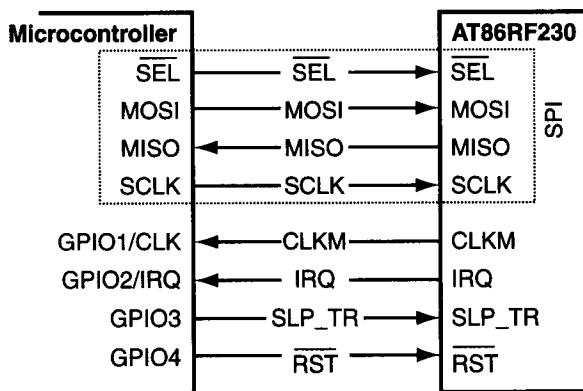 Microcontroller AT86RF230
SEL SEL SEL
MOSI MOSI MOSI
MISO MISO MISO
SCLK SCLK SCLK
SPI
GPIO1/CLK CLKM CLKM
GPIO2/IRQ IRQ IRQ
GPIO3 SLP_TR SLP_TR
GPIO4 RST RST